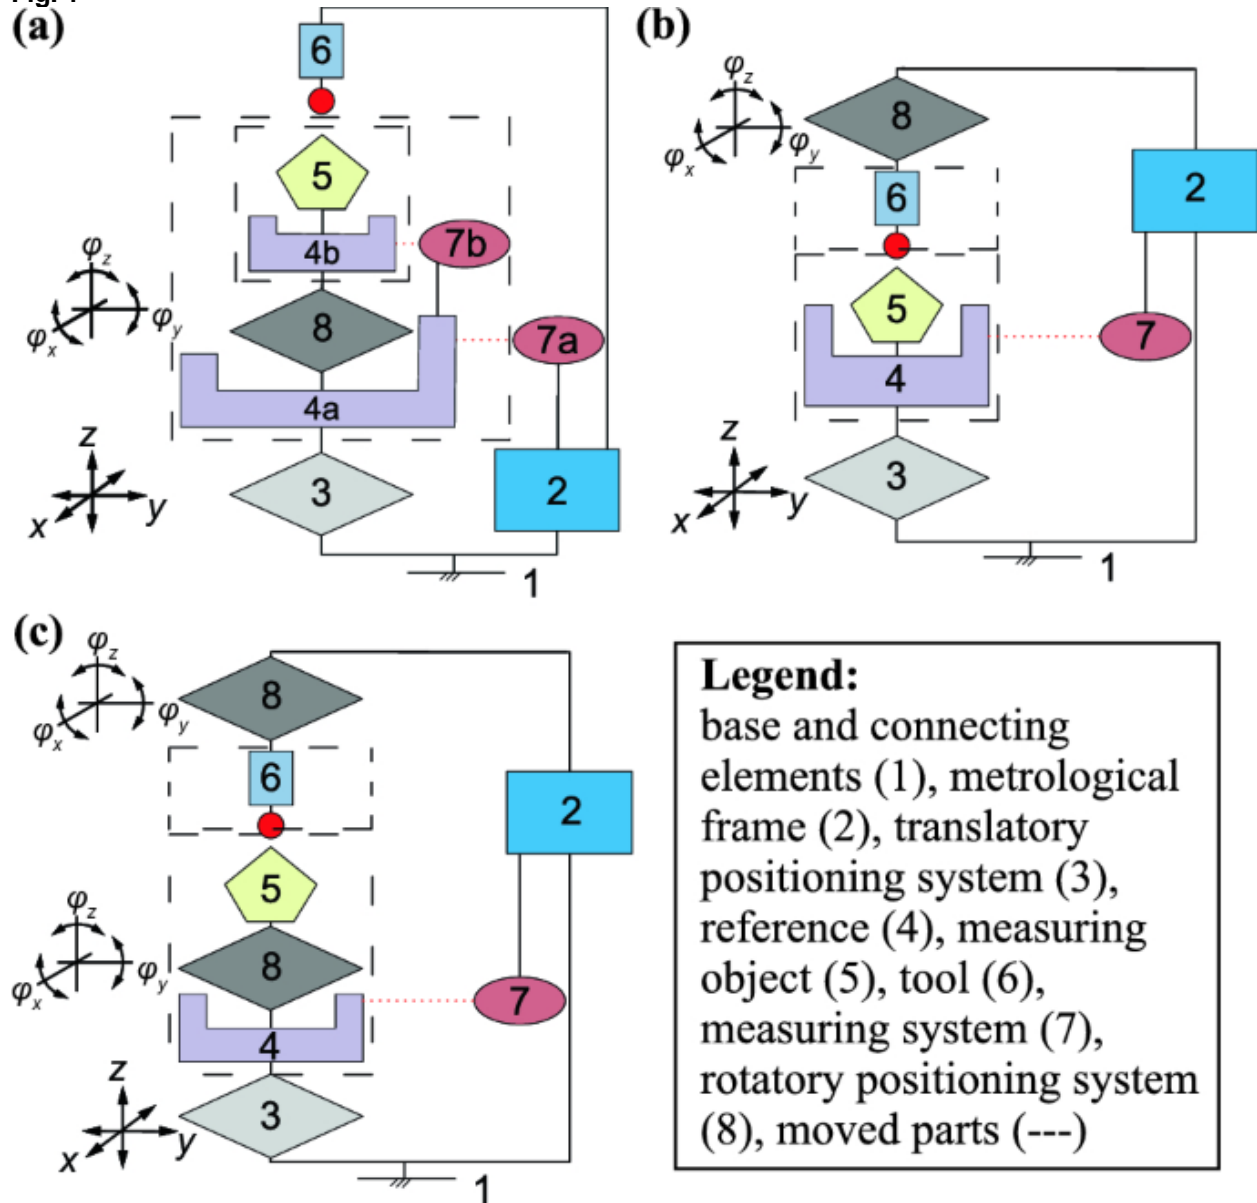 (a)
6
5
4b
7b
φz
φy
φx
8
7a
4a
z
x
y
3
2
1
(b)
φz
φy
φx
8
6
2
5
7
4
z
x
y
3
1
(c)
φz
φy
φx
8
6
2
5
φz
φy
φx
8
7
4
z
x
y
3
1
Legend:
base and connecting
elements (1), metrological
frame (2), translatory
positioning system (3),
reference (4), measuring
object (5), tool (6),
measuring system (7),
rotatory positioning system
(8), moved parts (---)